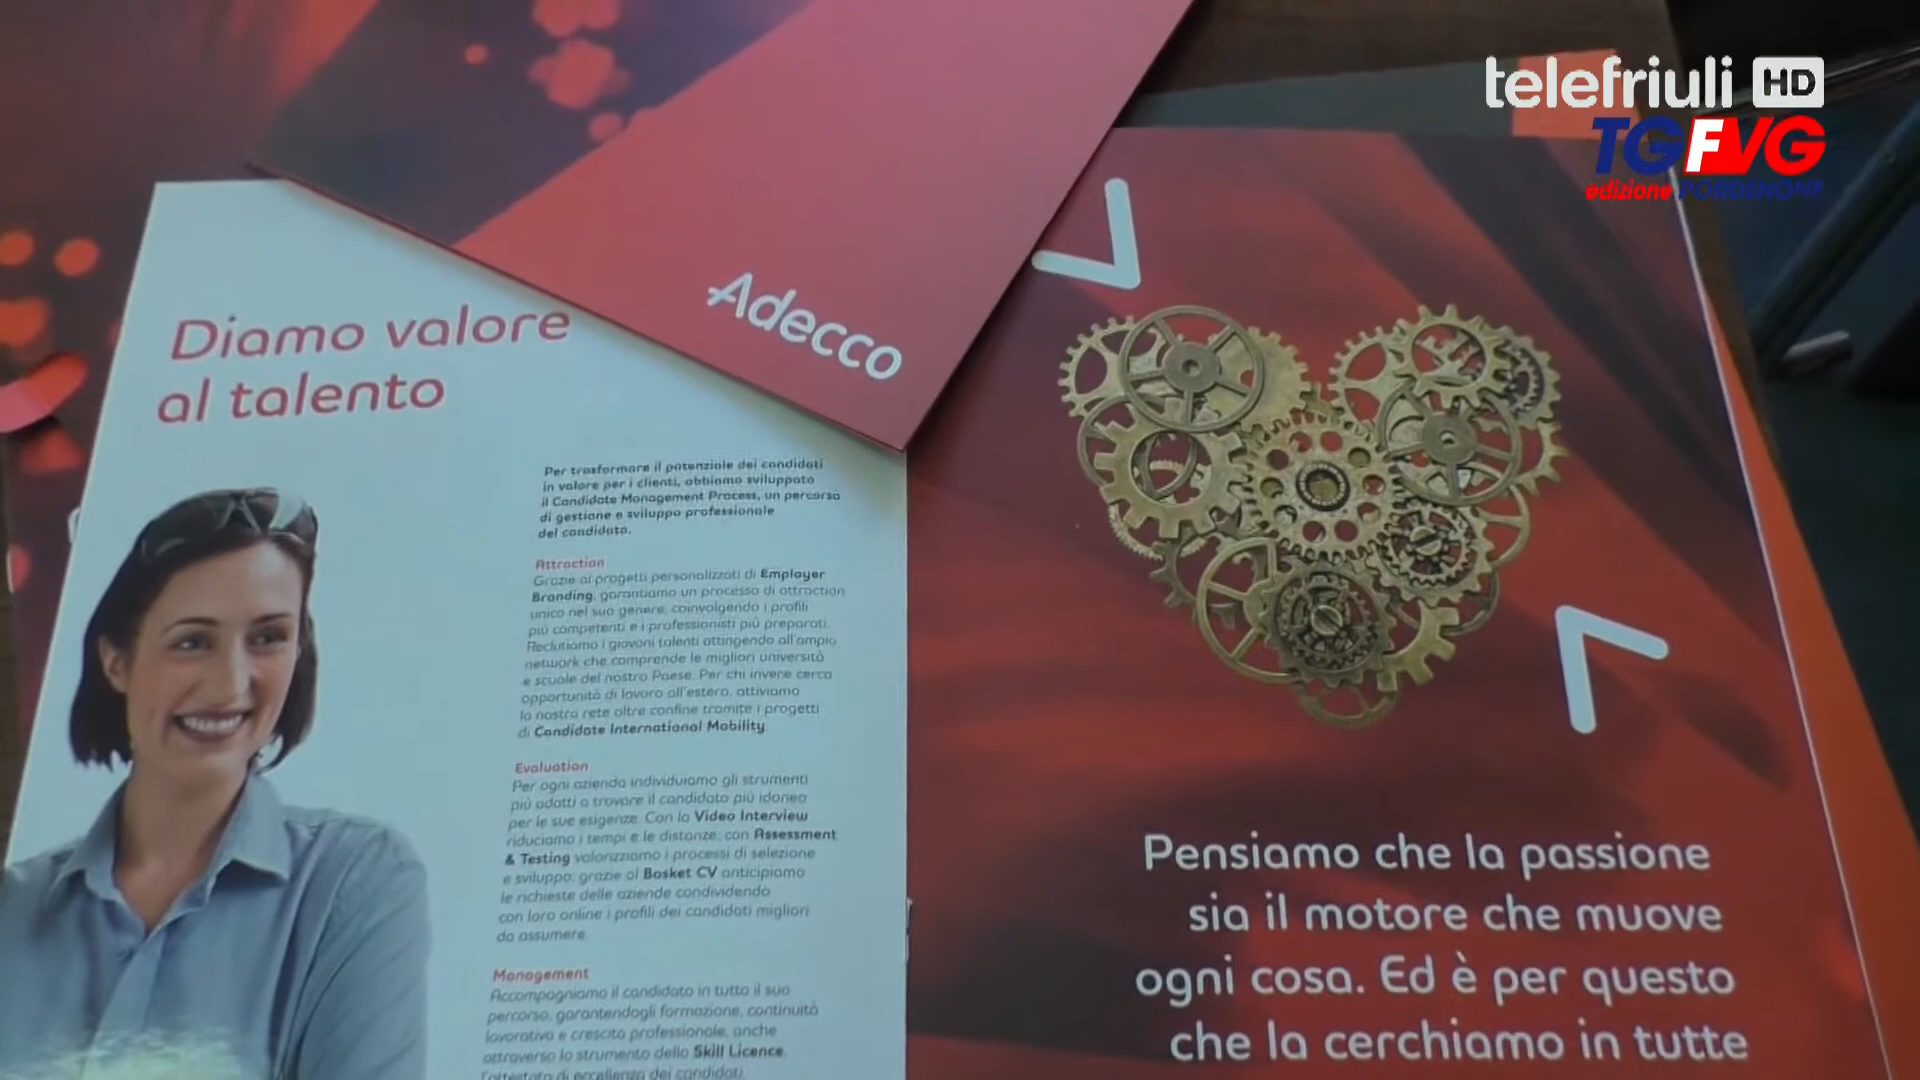 telefriuli HD
TGFVG
edizione PORDENONE
Adecco
Diamo valore
al talento
Per trasformare il potenziale dei candidati
in valore per i clienti, abbiamo sviluppato
il Candidate Management Process, un percorso
di gestione e sviluppo professionale
del candidato.
Attraction
Grazie ai progetti personalizzati di Employer
Branding, garantiamo un processo di attraction
unico nel suo genere, coinvolgendo i profili
più competenti e i professionisti più preparati.
Reclutiamo i giovani talenti attingendo all'ampio
network che comprende le migliori università
e scuole del nostro Paese. Per chi invece cerca
opportunità di lavoro all'estero, attiviamo
la nostra rete oltre confine tramite i progetti
di Candidate International Mobility.
Evaluation
Per ogni azienda individuiamo gli strumenti
più adatti a trovare il candidato più idoneo
per le sue esigenze. Con la Video Interview
riduciamo i tempi e le distanze, con Assessment
& Testing valorizziamo i processi di selezione
e sviluppo; grazie al Basket CV anticipiamo
le richieste delle aziende condividendo
con loro online i profili dei candidati migliori
da assumere.
Management
Accompagniamo il candidato in tutto il suo
percorso, garantendogli formazione, continuità
lavorativa e crescita professionale, anche
attraverso lo strumento dello Skill Licence,
l'attestato di eccellenza dei candidati.
Pensiamo che la passione
sia il motore che muove
ogni cosa. Ed è per questo
che la cerchiamo in tutte